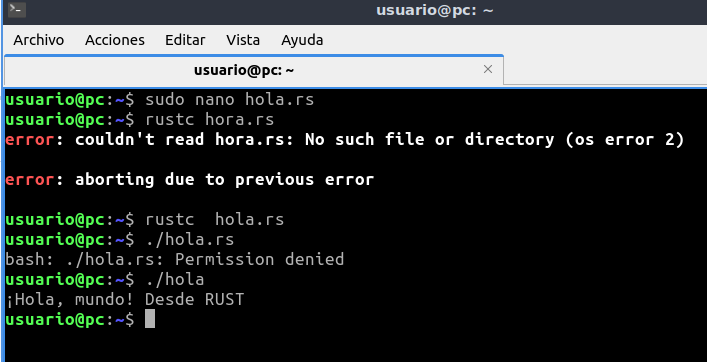 usuario@pc: ~
Archivo Acciones Editar Vista Ayuda
usuario@pc: ~ ×
usuario@pc:~$ sudo nano hola.rs
usuario@pc:~$ rustc hora.rs
error: couldn't read hora.rs: No such file or directory (os error 2)
error: aborting due to previous error
usuario@pc:~$ rustc  hola.rs
usuario@pc:~$ ./hola.rs
bash: ./hola.rs: Permission denied
usuario@pc:~$ ./hola
¡Hola, mundo! Desde RUST
usuario@pc:~$